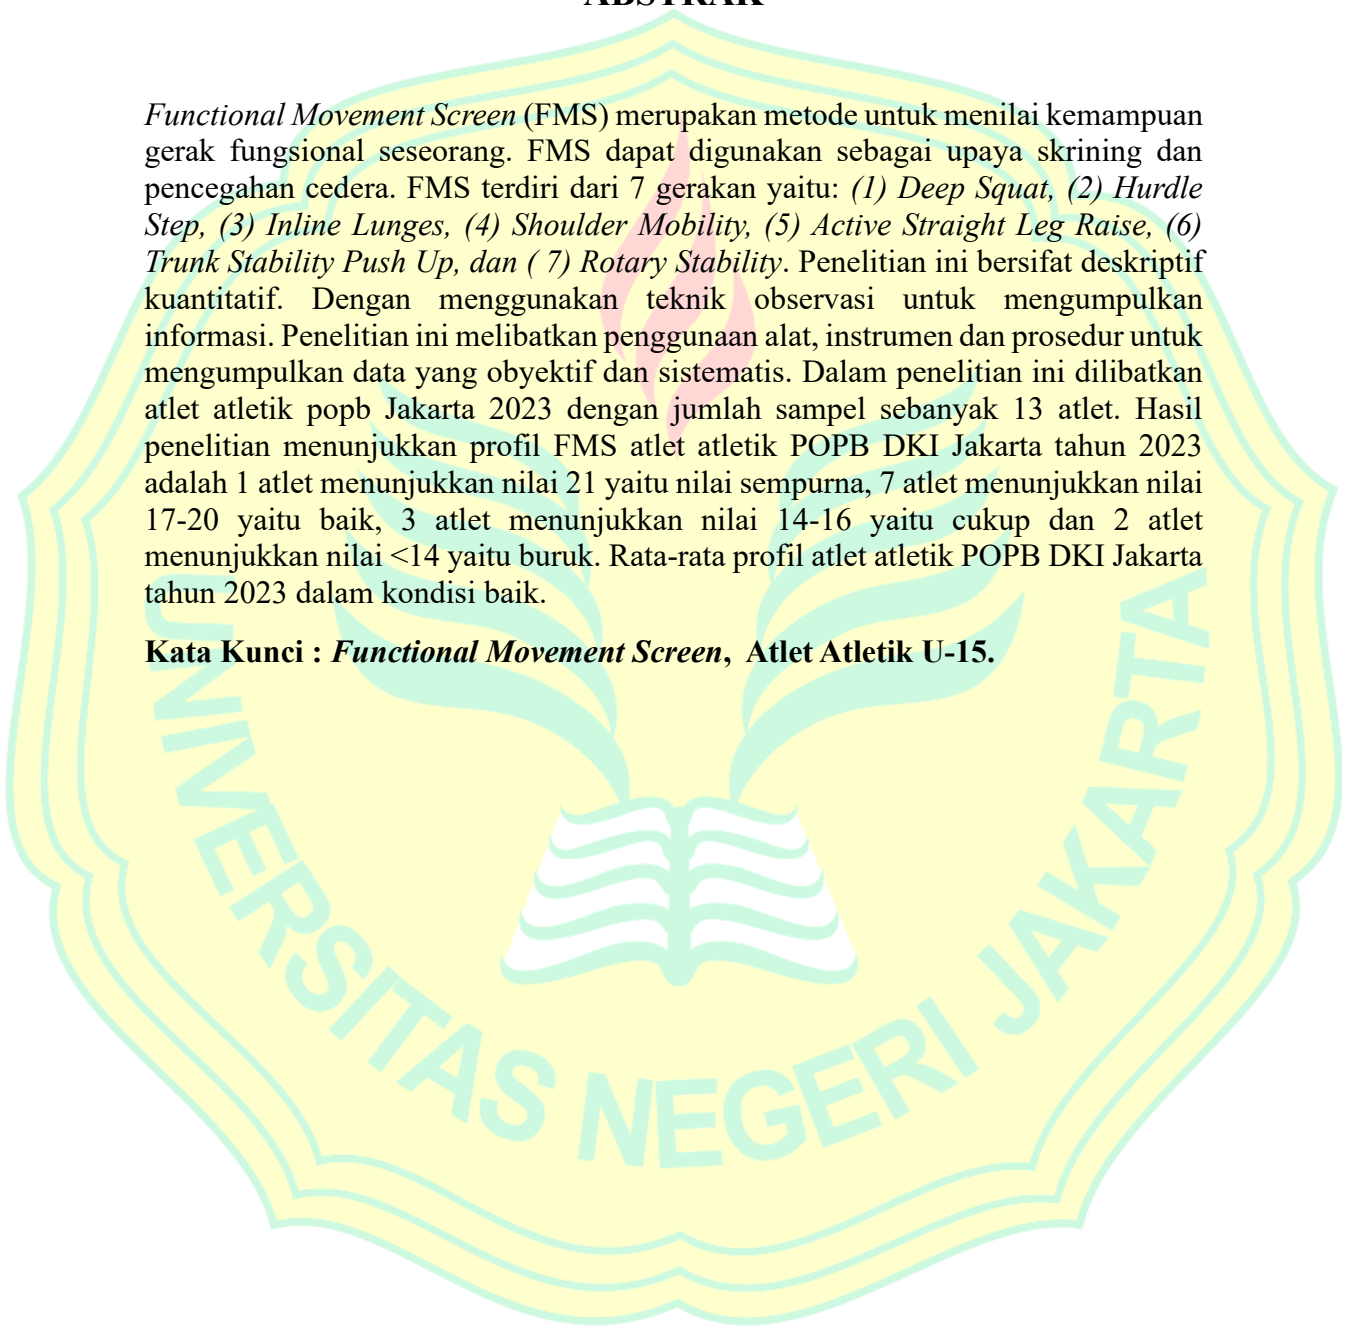 ABSTRAK
Functional Movement Screen (FMS) merupakan metode untuk menilai kemampuan
gerak fungsional seseorang. FMS dapat digunakan sebagai upaya skrining dan
pencegahan cedera. FMS terdiri dari 7 gerakan yaitu: (1) Deep Squat, (2) Hurdle
Step, (3) Inline Lunges, (4) Shoulder Mobility, (5) Active Straight Leg Raise, (6)
Trunk Stability Push Up, dan ( 7) Rotary Stability. Penelitian ini bersifat deskriptif
kuantitatif. Dengan menggunakan teknik observasi untuk mengumpulkan
informasi. Penelitian ini melibatkan penggunaan alat, instrumen dan prosedur untuk
mengumpulkan data yang obyektif dan sistematis. Dalam penelitian ini dilibatkan
atlet atletik popb Jakarta 2023 dengan jumlah sampel sebanyak 13 atlet. Hasil
penelitian menunjukkan profil FMS atlet atletik POPB DKI Jakarta tahun 2023
adalah 1 atlet menunjukkan nilai 21 yaitu nilai sempurna, 7 atlet menunjukkan nilai
17-20 yaitu baik, 3 atlet menunjukkan nilai 14-16 yaitu cukup dan 2 atlet
menunjukkan nilai <14 yaitu buruk. Rata-rata profil atlet atletik POPB DKI Jakarta
tahun 2023 dalam kondisi baik.
Kata Kunci : Functional Movement Screen, Atlet Atletik U-15.
UNIVERSITAS NEGERI JAKARTA